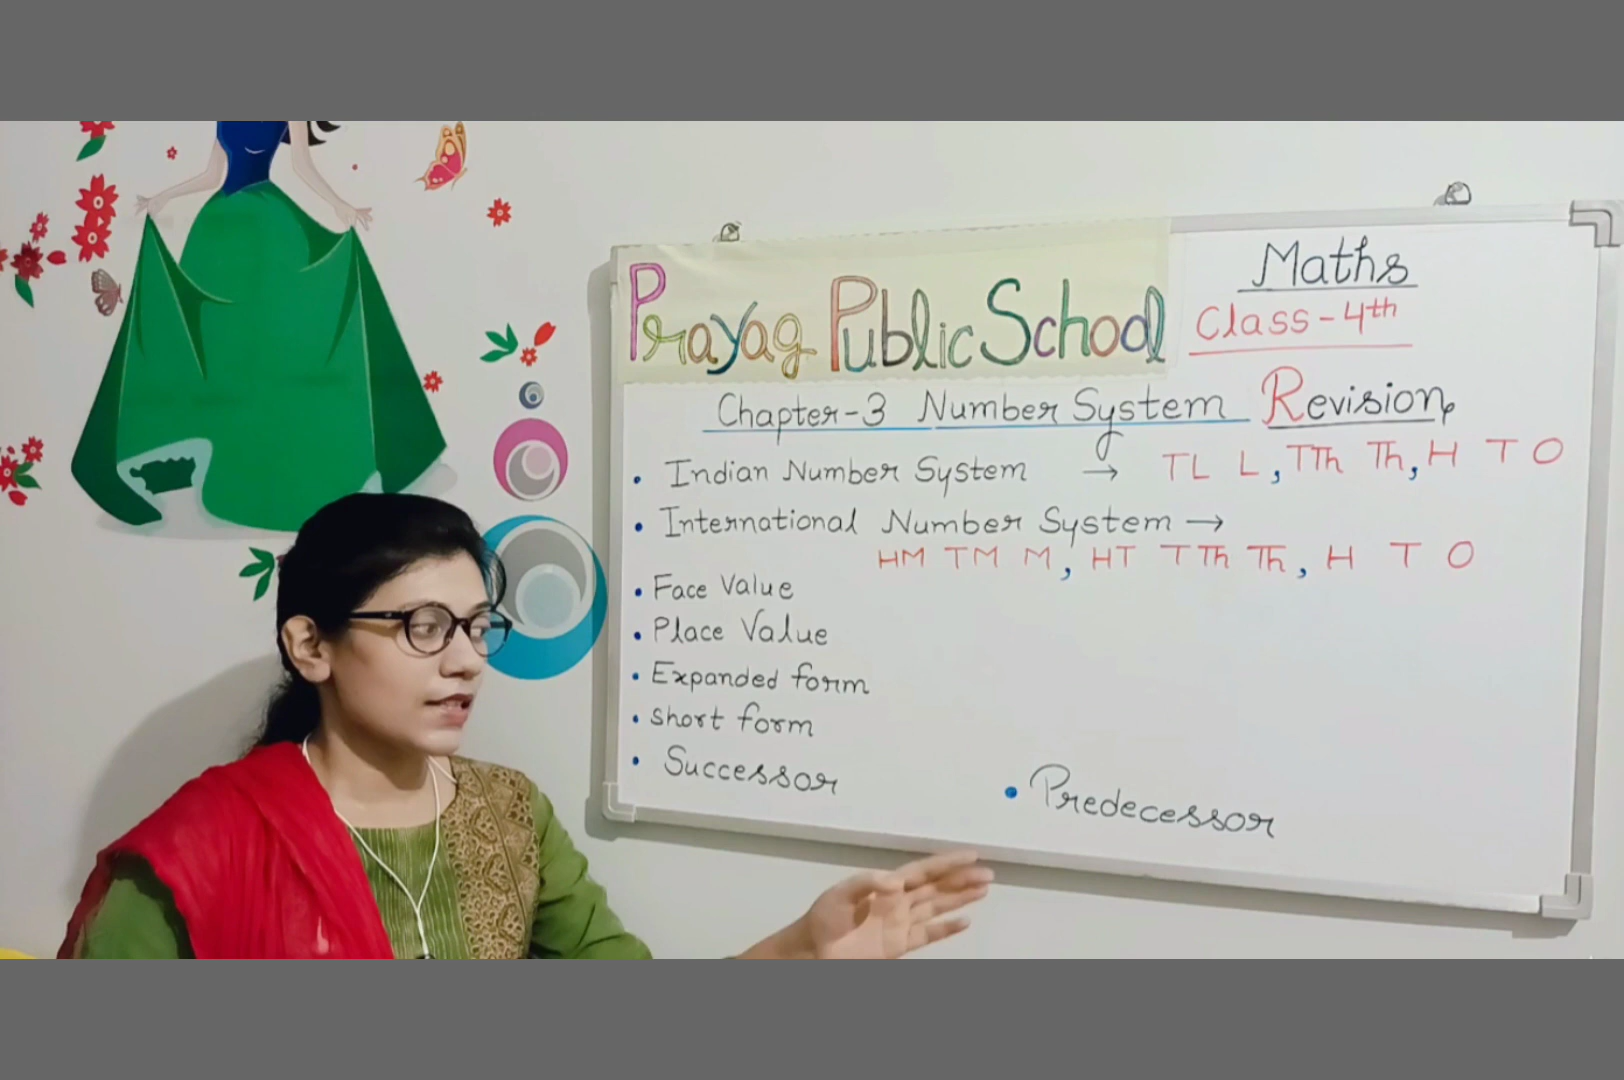 Prayag Public School
Maths
Class-4th
Chapter-3 Number System Revision,
• Indian Number System → TL L, TTh Th, H T O
• International Number System →
HM TM M, HT TTh Th, H T O
• Face Value
• Place Value
• Expanded form
• Short form
• Successor • Predecessor